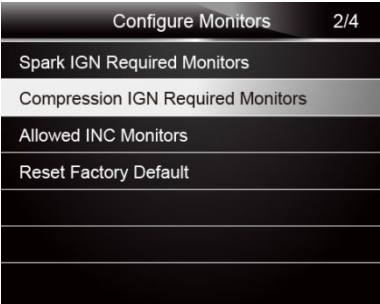 Configure Monitors 2/4
Spark IGN Required Monitors
Compression IGN Required Monitors
Allowed INC Monitors
Reset Factory Default